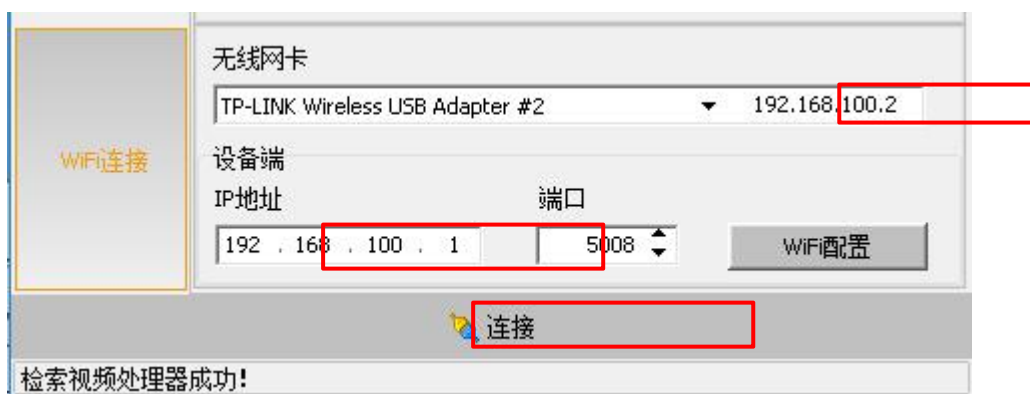 无线网卡
TP-LINK Wireless USB Adapter #2 192.168.100.2
WiFi连接
设备端
IP地址 端口
192 . 168 . 100 . 1 5008 WiFi配置
连接
检索视频处理器成功!